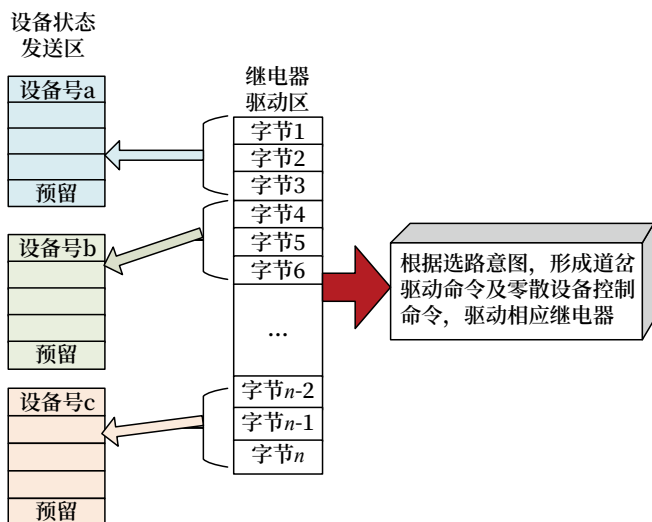 设备状态
发送区
设备号a
预留
设备号b
预留
设备号c
预留
继电器
驱动区
字节1
字节2
字节3
字节4
字节5
字节6
...
字节n-2
字节n-1
字节n
根据选路意图，形成道岔
驱动命令及零散设备控制
命令，驱动相应继电器